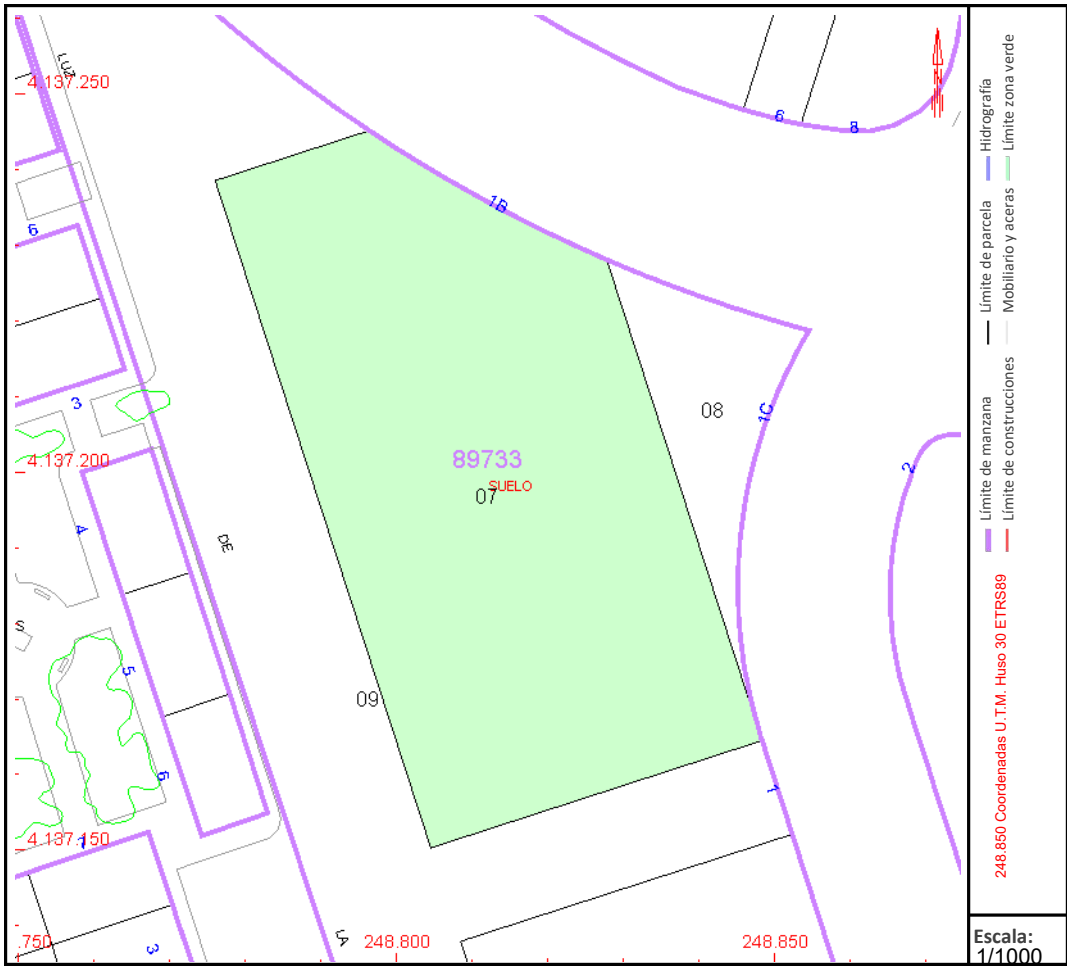 LUZ
4.137.250
6
8
1B
6
3
08
1C
4.137.200
89733
SUELO
07
2
4
DE
S
5
09
6
1
4.137.150
7
3
LA
.750
248.800
248.850
Límite de manzana
Límite de construcciones
Límite de parcela
Mobiliario y aceras
Hidrografía
Límite zona verde
248.850 Coordenadas U.T.M. Huso 30 ETRS89
Escala:
1/1000